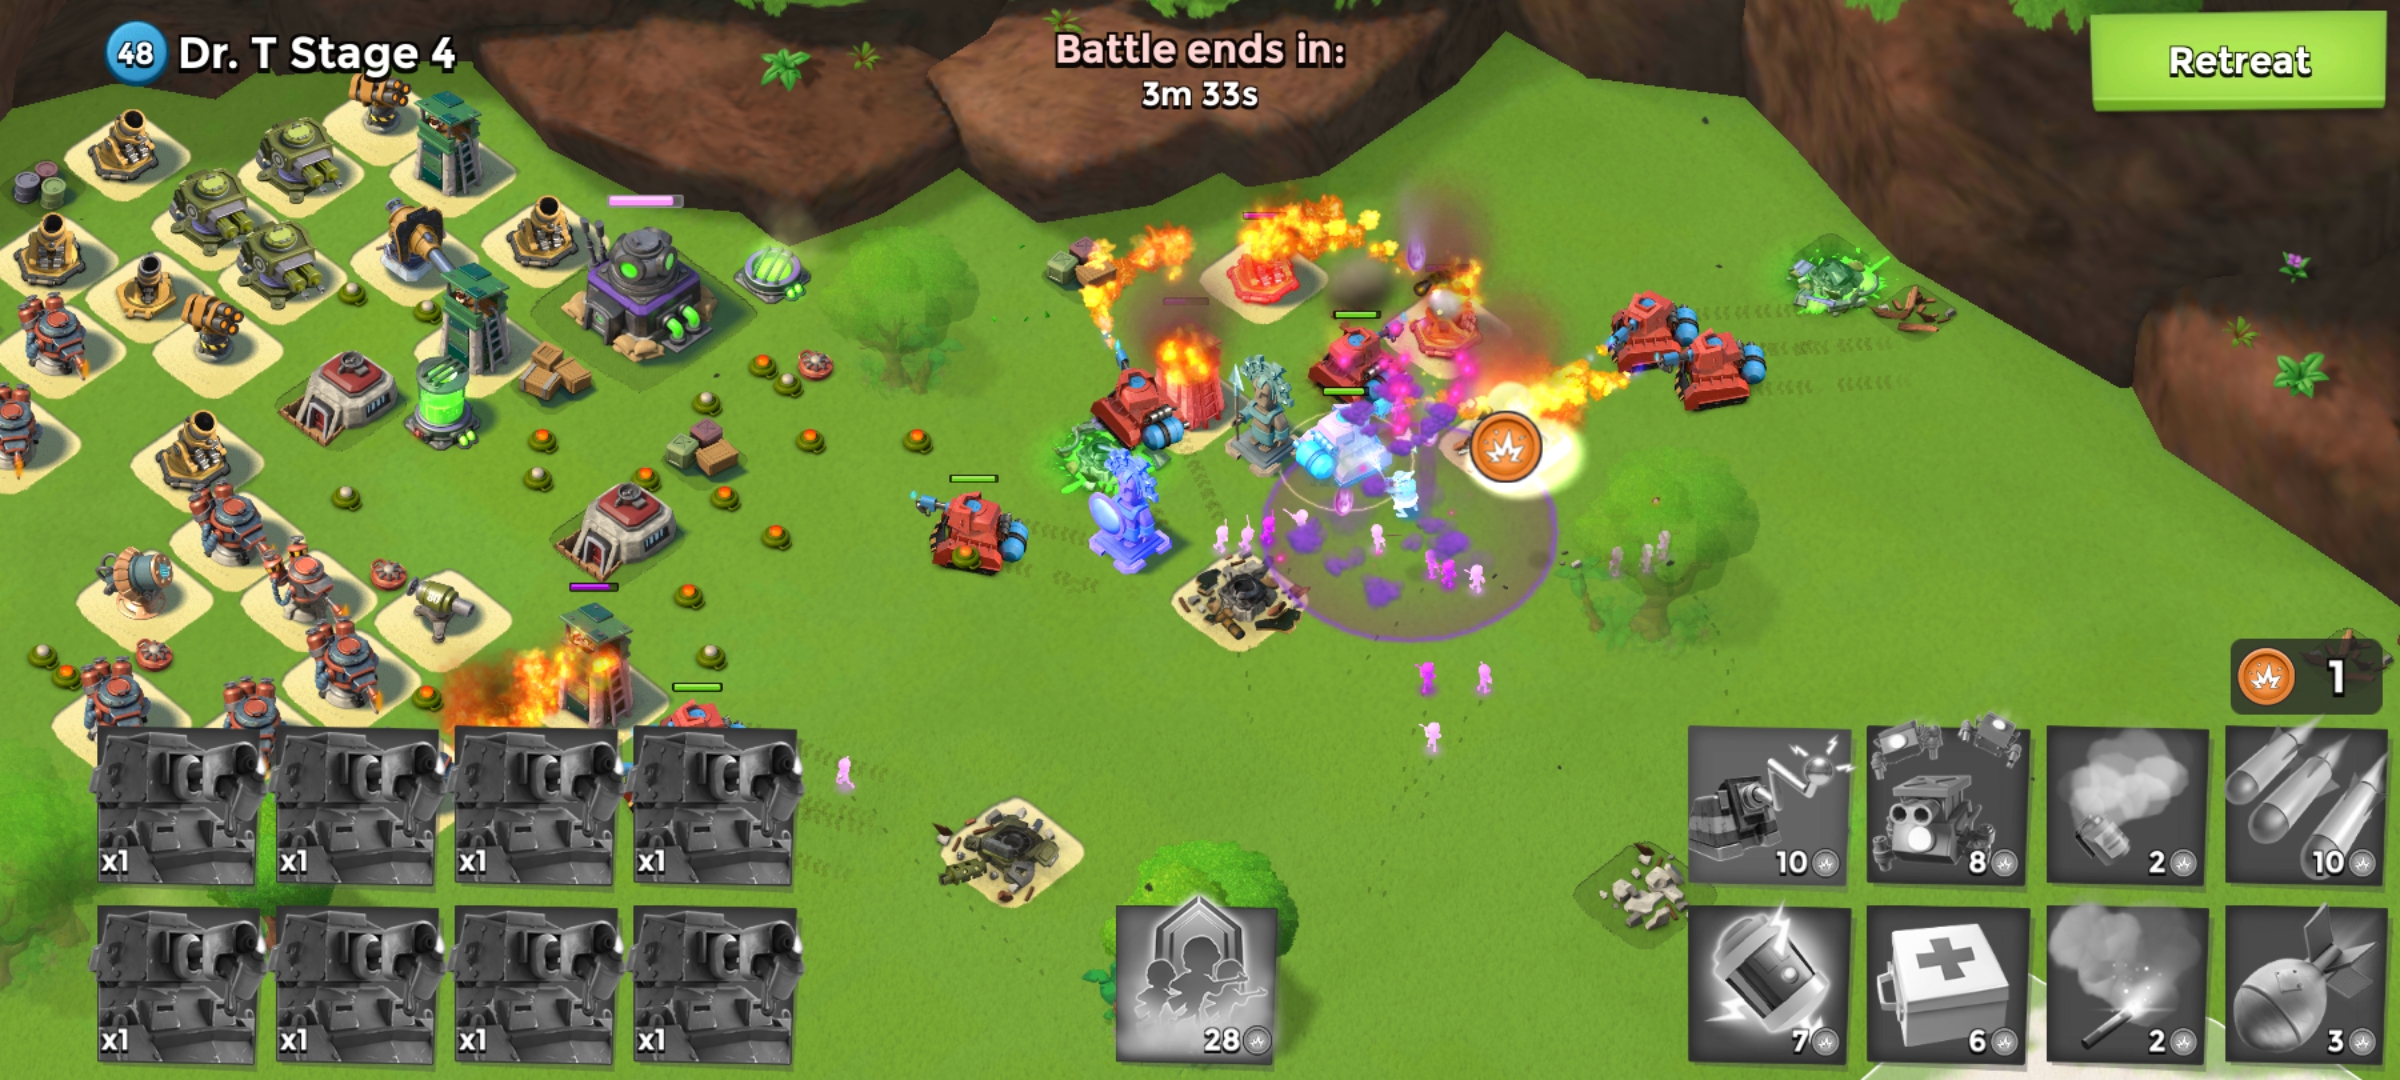 48 Dr. T Stage 4
Battle ends in:
3m 33s
Retreat
1
x1
x1
x1
x1
10
8
2
10
x1
x1
x1
x1
28
7
6
2
3